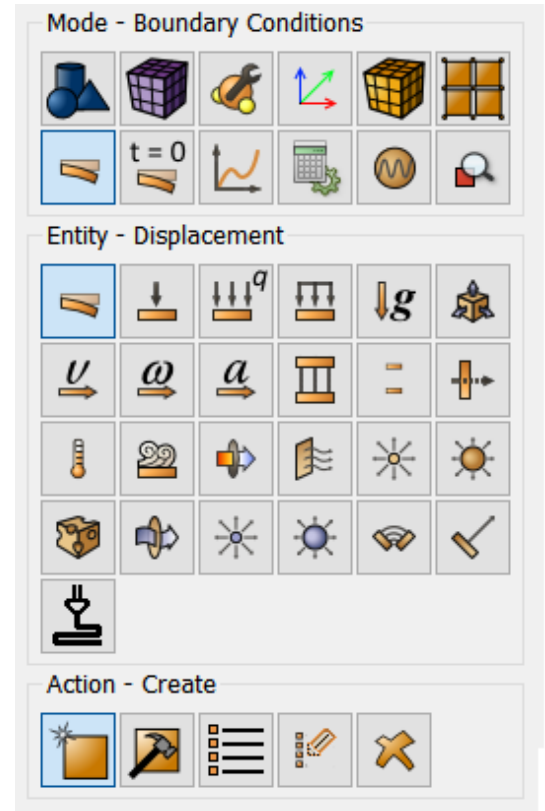 Mode - Boundary Conditions
t = 0
Entity - Displacement
q
g
υ ω a
Action - Create